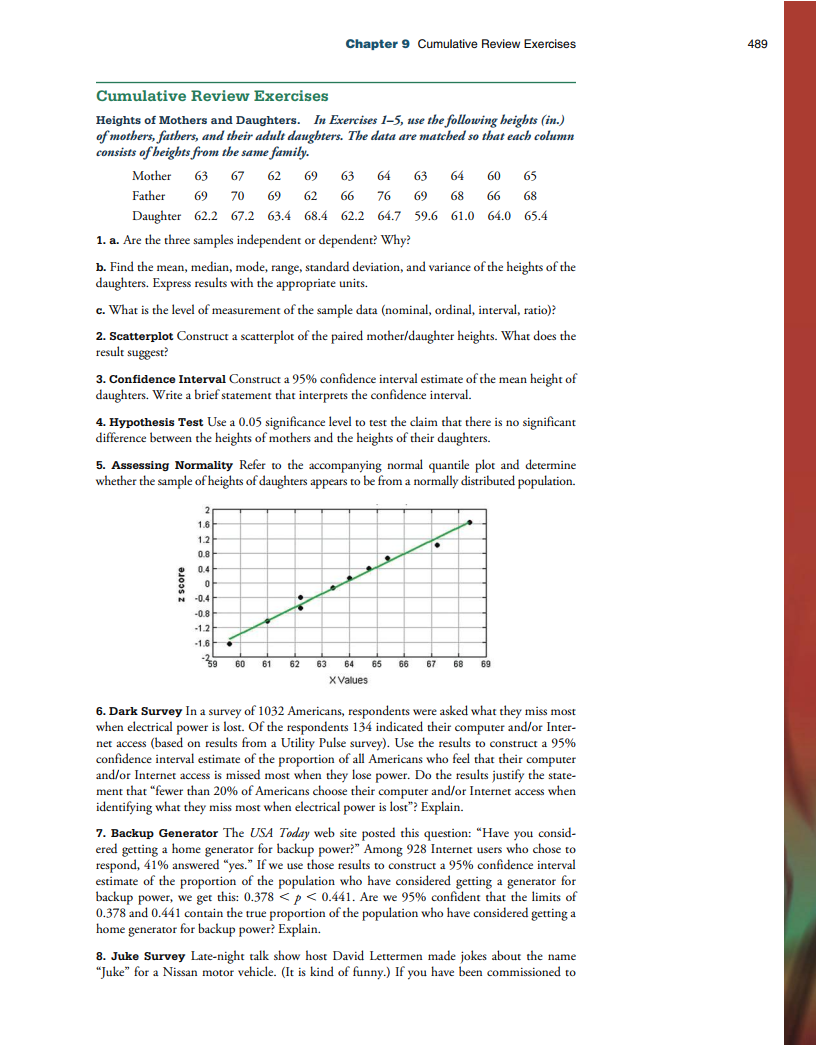 Chapter 9 Cumulative Review Exercises 489
Cumulative Review Exercises
Heights of Mothers and Daughters. In Exercises 1–5, use the following heights (in.)
of mothers, fathers, and their adult daughters. The data are matched so that each column
consists of heights from the same family.
Mother 63 67 62 69 63 64 63 64 60 65
Father 69 70 69 62 66 76 69 68 66 68
Daughter 62.2 67.2 63.4 68.4 62.2 64.7 59.6 61.0 64.0 65.4
1. a. Are the three samples independent or dependent? Why?
b. Find the mean, median, mode, range, standard deviation, and variance of the heights of the
daughters. Express results with the appropriate units.
c. What is the level of measurement of the sample data (nominal, ordinal, interval, ratio)?
2. Scatterplot Construct a scatterplot of the paired mother/daughter heights. What does the
result suggest?
3. Confidence Interval Construct a 95% confidence interval estimate of the mean height of
daughters. Write a brief statement that interprets the confidence interval.
4. Hypothesis Test Use a 0.05 significance level to test the claim that there is no significant
difference between the heights of mothers and the heights of their daughters.
5. Assessing Normality Refer to the accompanying normal quantile plot and determine
whether the sample of heights of daughters appears to be from a normally distributed population.
2
1.6
1.2
0.8
0.4
0
-0.4
-0.8
-1.2
-1.6
-2
z score
59 60 61 62 63 64 65 66 67 68 69
X Values
6. Dark Survey In a survey of 1032 Americans, respondents were asked what they miss most
when electrical power is lost. Of the respondents 134 indicated their computer and/or Inter-
net access (based on results from a Utility Pulse survey). Use the results to construct a 95%
confidence interval estimate of the proportion of all Americans who feel that their computer
and/or Internet access is missed most when they lose power. Do the results justify the state-
ment that “fewer than 20% of Americans choose their computer and/or Internet access when
identifying what they miss most when electrical power is lost”? Explain.
7. Backup Generator The USA Today web site posted this question: “Have you consid-
ered getting a home generator for backup power?” Among 928 Internet users who chose to
respond, 41% answered “yes.” If we use those results to construct a 95% confidence interval
estimate of the proportion of the population who have considered getting a generator for
backup power, we get this: 0.378 < p < 0.441. Are we 95% confident that the limits of
0.378 and 0.441 contain the true proportion of the population who have considered getting a
home generator for backup power? Explain.
8. Juke Survey Late-night talk show host David Lettermen made jokes about the name
“Juke” for a Nissan motor vehicle. (It is kind of funny.) If you have been commissioned to